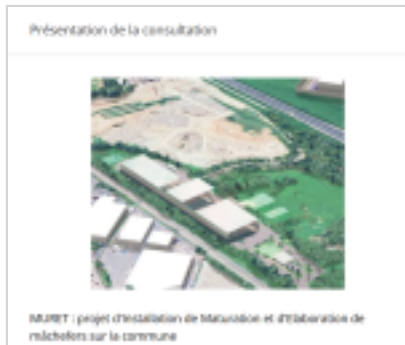 Présentation de la consultation
MURET : projet d'Installation de Maturation et d'Elaboration de
mâchefers sur la commune